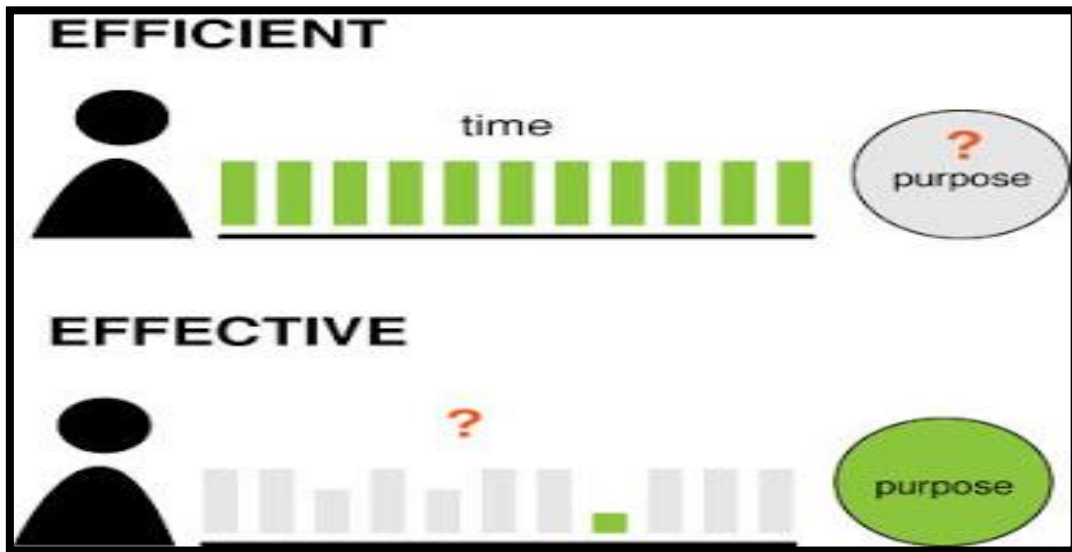 EFFICIENT
time
?
purpose
EFFECTIVE
?
purpose